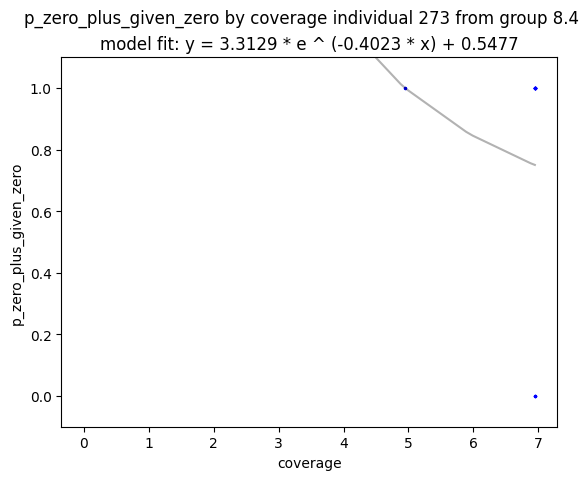 p_zero_plus_given_zero by coverage individual 273 from group 8.4
model fit: y = 3.3129 * e ^ (-0.4023 * x) + 0.5477
1.0
0.8
0.6
0.4
0.2
0.0
p_zero_plus_given_zero
0 1 2 3 4 5 6 7
coverage